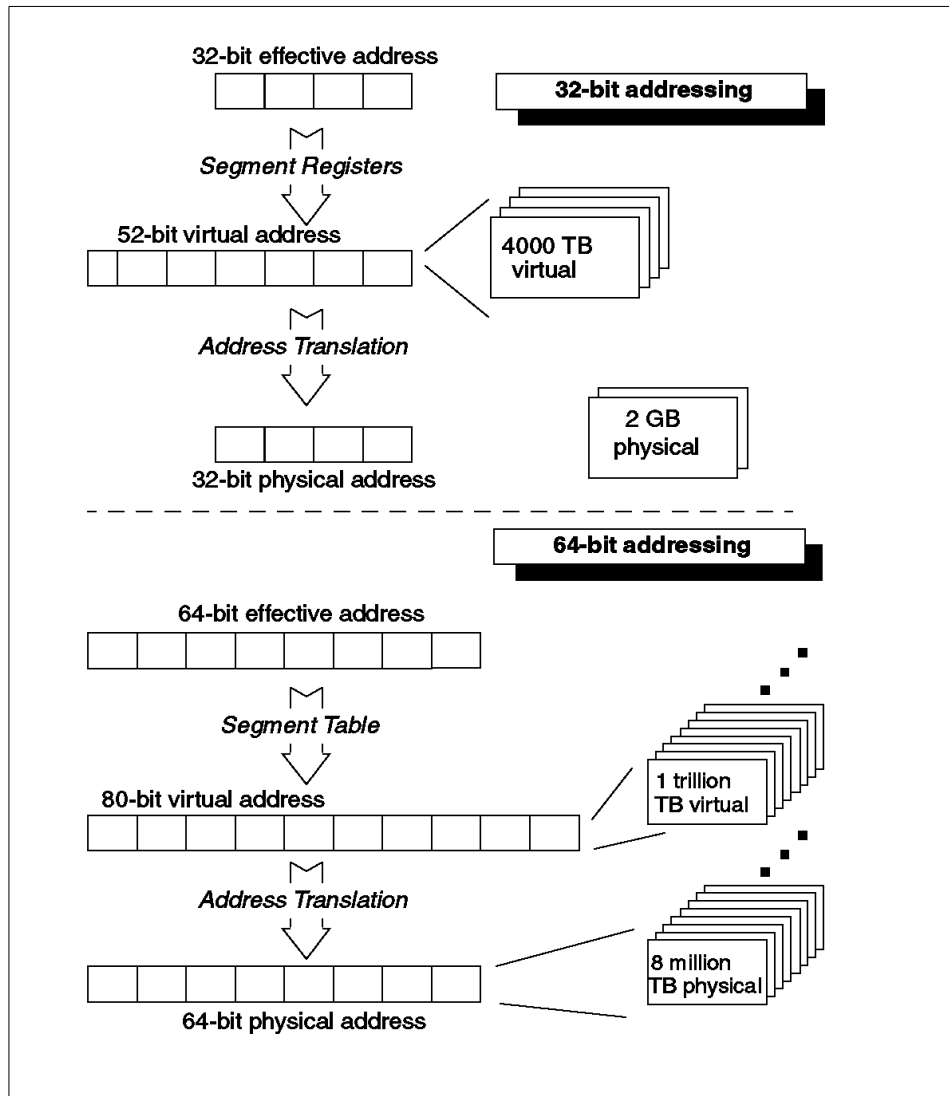 32-bit effective address
32-bit addressing
Segment Registers
52-bit virtual address
4000 TB
virtual
Address Translation
2 GB
physical
32-bit physical address
64-bit addressing
64-bit effective address
Segment Table
1 trillion
TB virtual
80-bit virtual address
Address Translation
8 million
TB physical
64-bit physical address